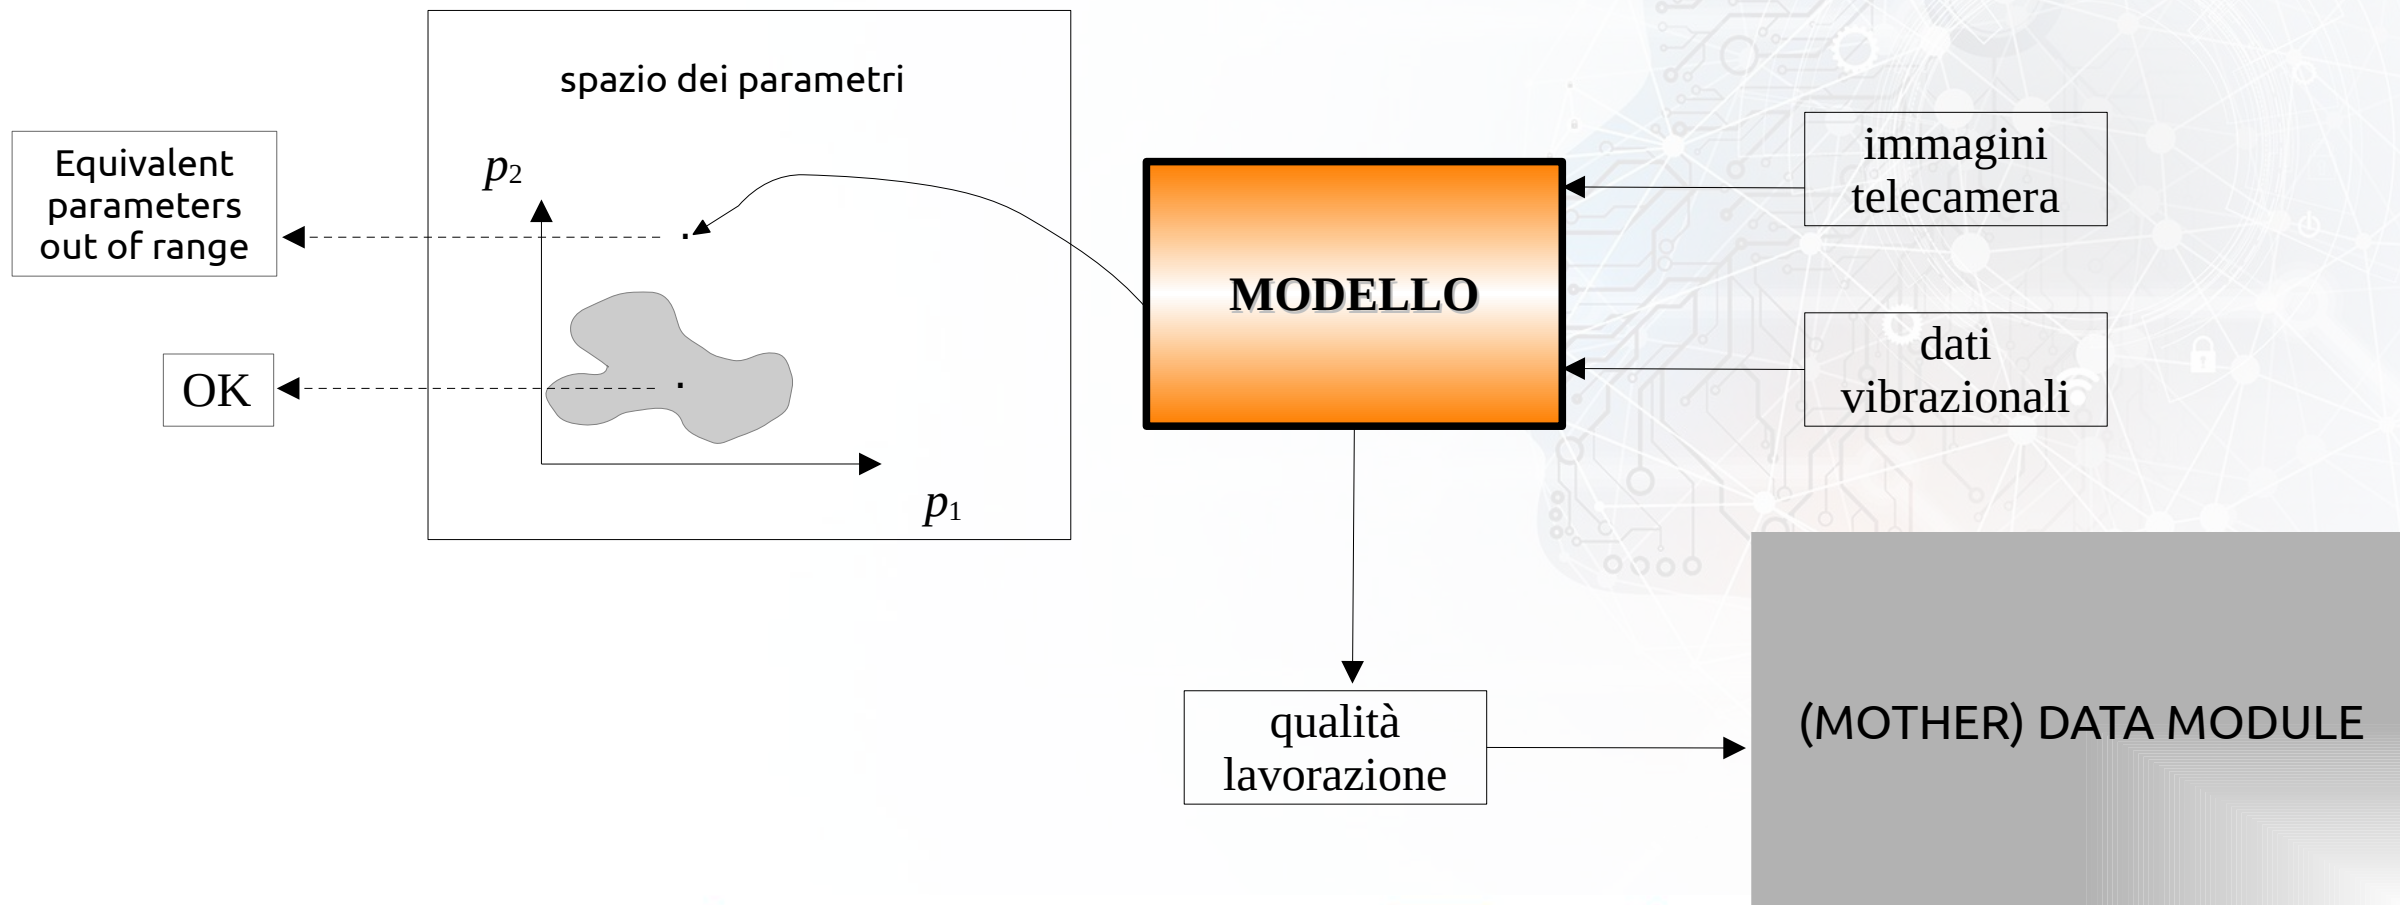 spazio dei parametri
Equivalent
parameters
out of range
p2
OK
p1
MODELLO
immagini
telecamera
dati
vibrazionali
qualità
lavorazione
(MOTHER) DATA MODULE